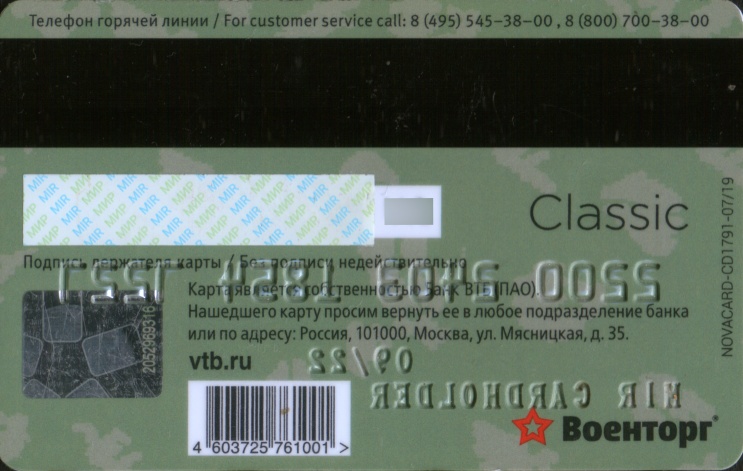 Телефон горячей линии / For customer service call: 8 (495) 545–38–00 , 8 (800) 700–38–00
Classic
Подпись держателя карты / Без подписи недействительно
Карта является собственностью Банк ВТБ (ПАО).
Нашедшего карту просим вернуть ее в любое подразделение банка
или по адресу: Россия, 101000, Москва, ул. Мясницкая, д. 35.
vtb.ru
09/22
MIR CARDHOLDER
4 603725 761001 >
Военторг
NOVACARD-CD1791-07/19